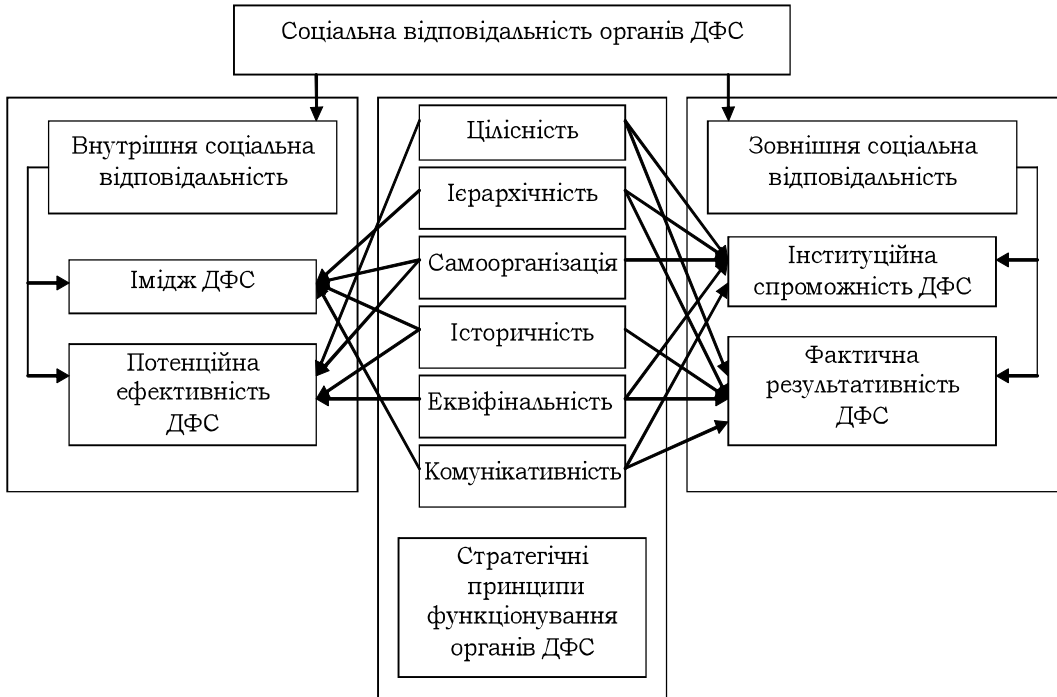 Соціальна відповідальність органів ДФС
Внутрішня соціальна
відповідальність
Імідж ДФС
Потенційна
ефективність
ДФС
Цілісність
Ієрархічність
Самоорганізація
Історичність
Еквіфінальність
Комунікативність
Стратегічні
принципи
функціонування
органів ДФС
Зовнішня соціальна
відповідальність
Інституційна
спроможність ДФС
Фактична
результативність
ДФС